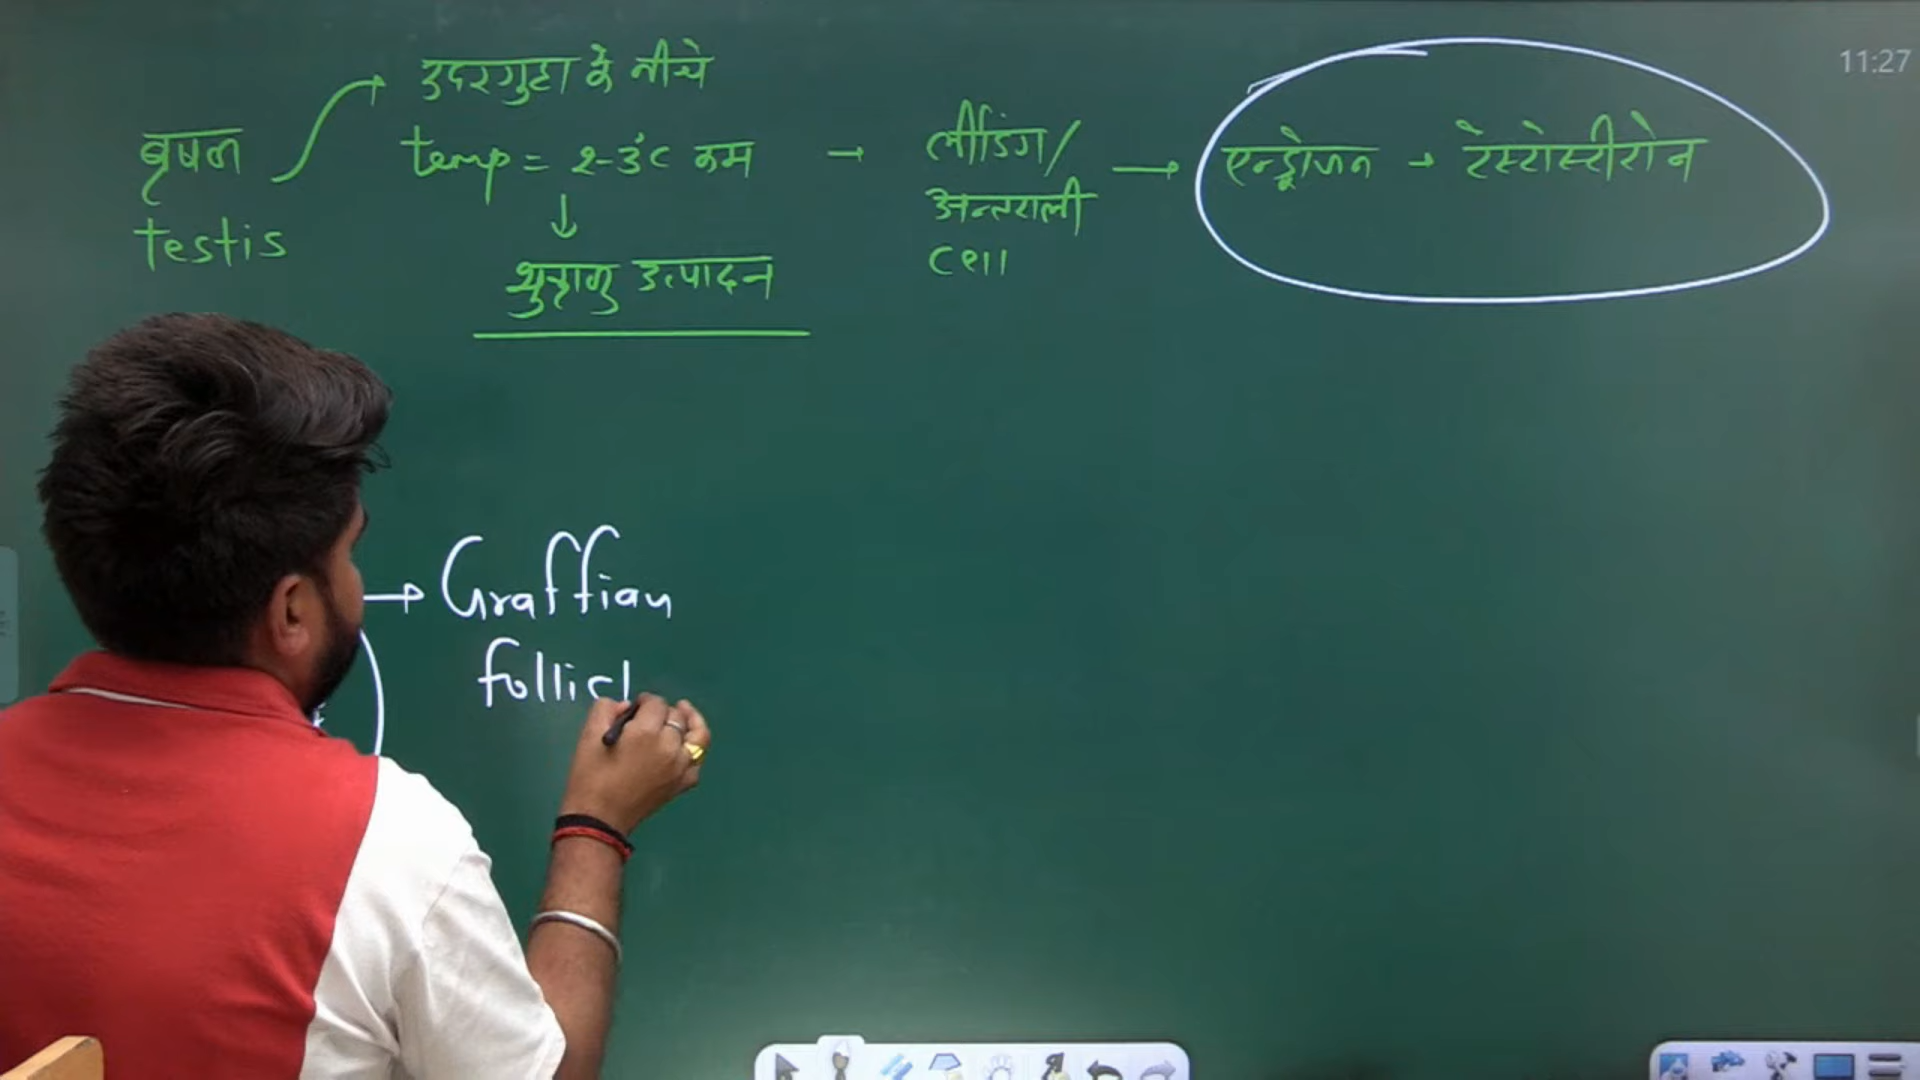 उदरगुहा के नीचे
11:27
वृषण
testis
temp = 2-3°C कम
→ लीडिंग/
अन्तराली
cell
→ एन्ड्रोजन → टेस्टोस्टीरोन
↓
शुक्राणु उत्पादन
→ Graffian
follicl